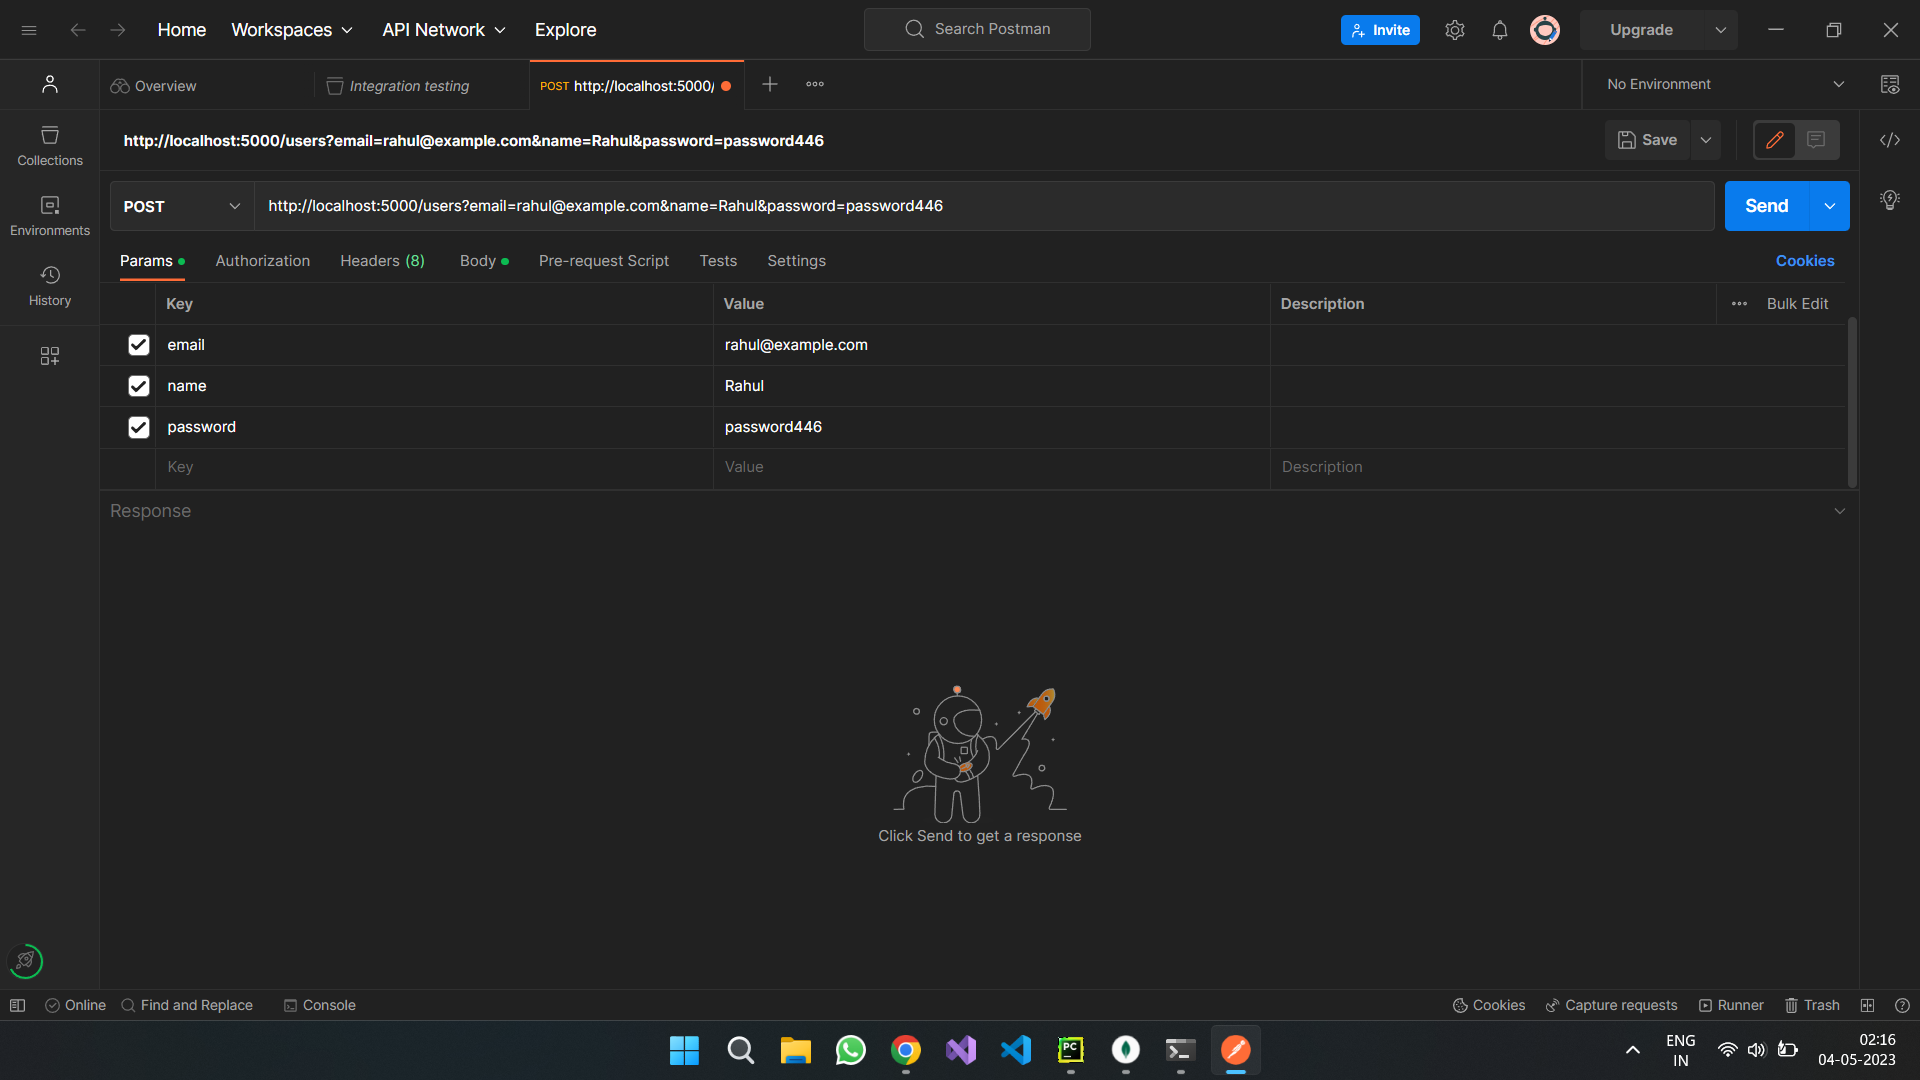 Home Workspaces API Network Explore Search Postman Invite Upgrade
Overview Integration testing POST http://localhost:5000/ No Environment
http://localhost:5000/users?email=rahul@example.com&name=Rahul&password=password446 Save
Collections
POST http://localhost:5000/users?email=rahul@example.com&name=Rahul&password=password446 Send
Environments
Params Authorization Headers (8) Body Pre-request Script Tests Settings Cookies
History
Key Value Description Bulk Edit
email rahul@example.com
name Rahul
password password446
Key Value Description
Response
Click Send to get a response
Online Find and Replace Console Cookies Capture requests Runner Trash
PC
ENG 02:16
IN 04-05-2023